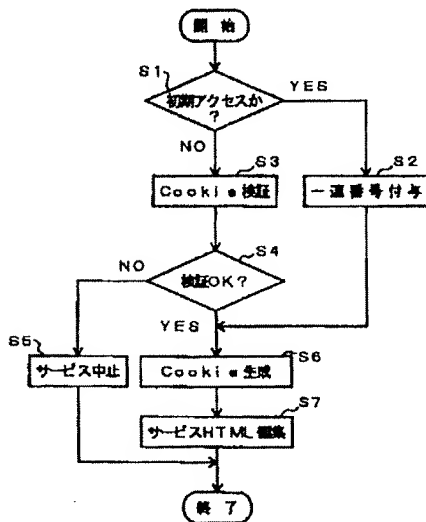 開始
S1
初期アクセスか
?
YES
NO
S3
Cookie検証
S2
一連番号付与
S4
検証OK?
NO
YES
S5
サービス中止
S6
Cookie生成
S7
サービスHTML編集
終了